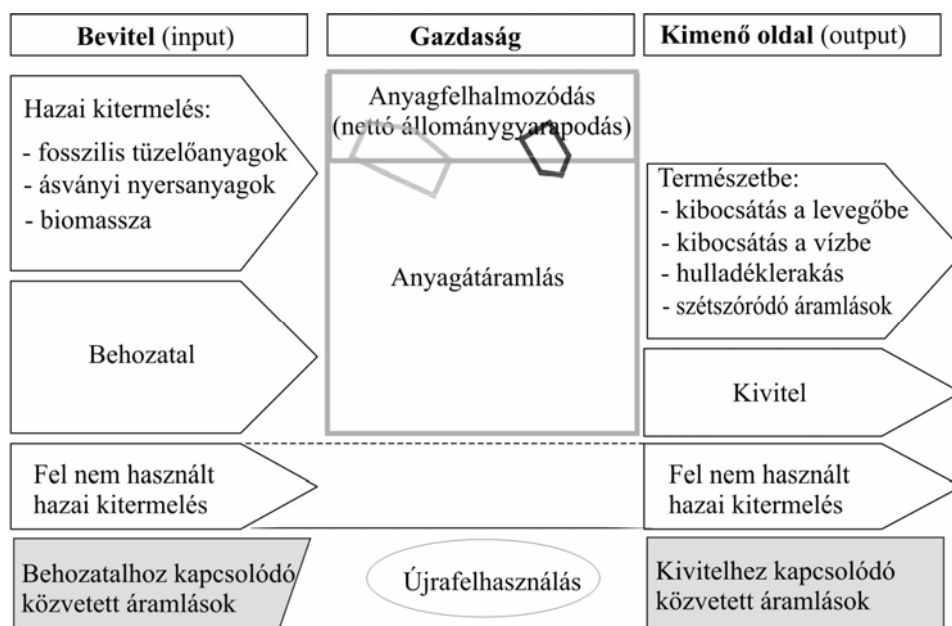 Bevitel (input)
Gazdaság
Kimenő oldal (output)
Hazai kitermelés:
- fosszilis tüzelőanyagok
- ásványi nyersanyagok
- biomassza
Behozatal
Fel nem használt
hazai kitermelés
Behozatalhoz kapcsolódó
közvetett áramlások
Anyagfelhalmozódás
(nettó állománygyarapodás)
Anyagátáramlás
Újrafelhasználás
Természetbe:
- kibocsátás a levegőbe
- kibocsátás a vízbe
- hulladéklerakás
- szétszóródó áramlások
Kivitel
Fel nem használt
hazai kitermelés
Kivitelhez kapcsolódó
közvetett áramlások